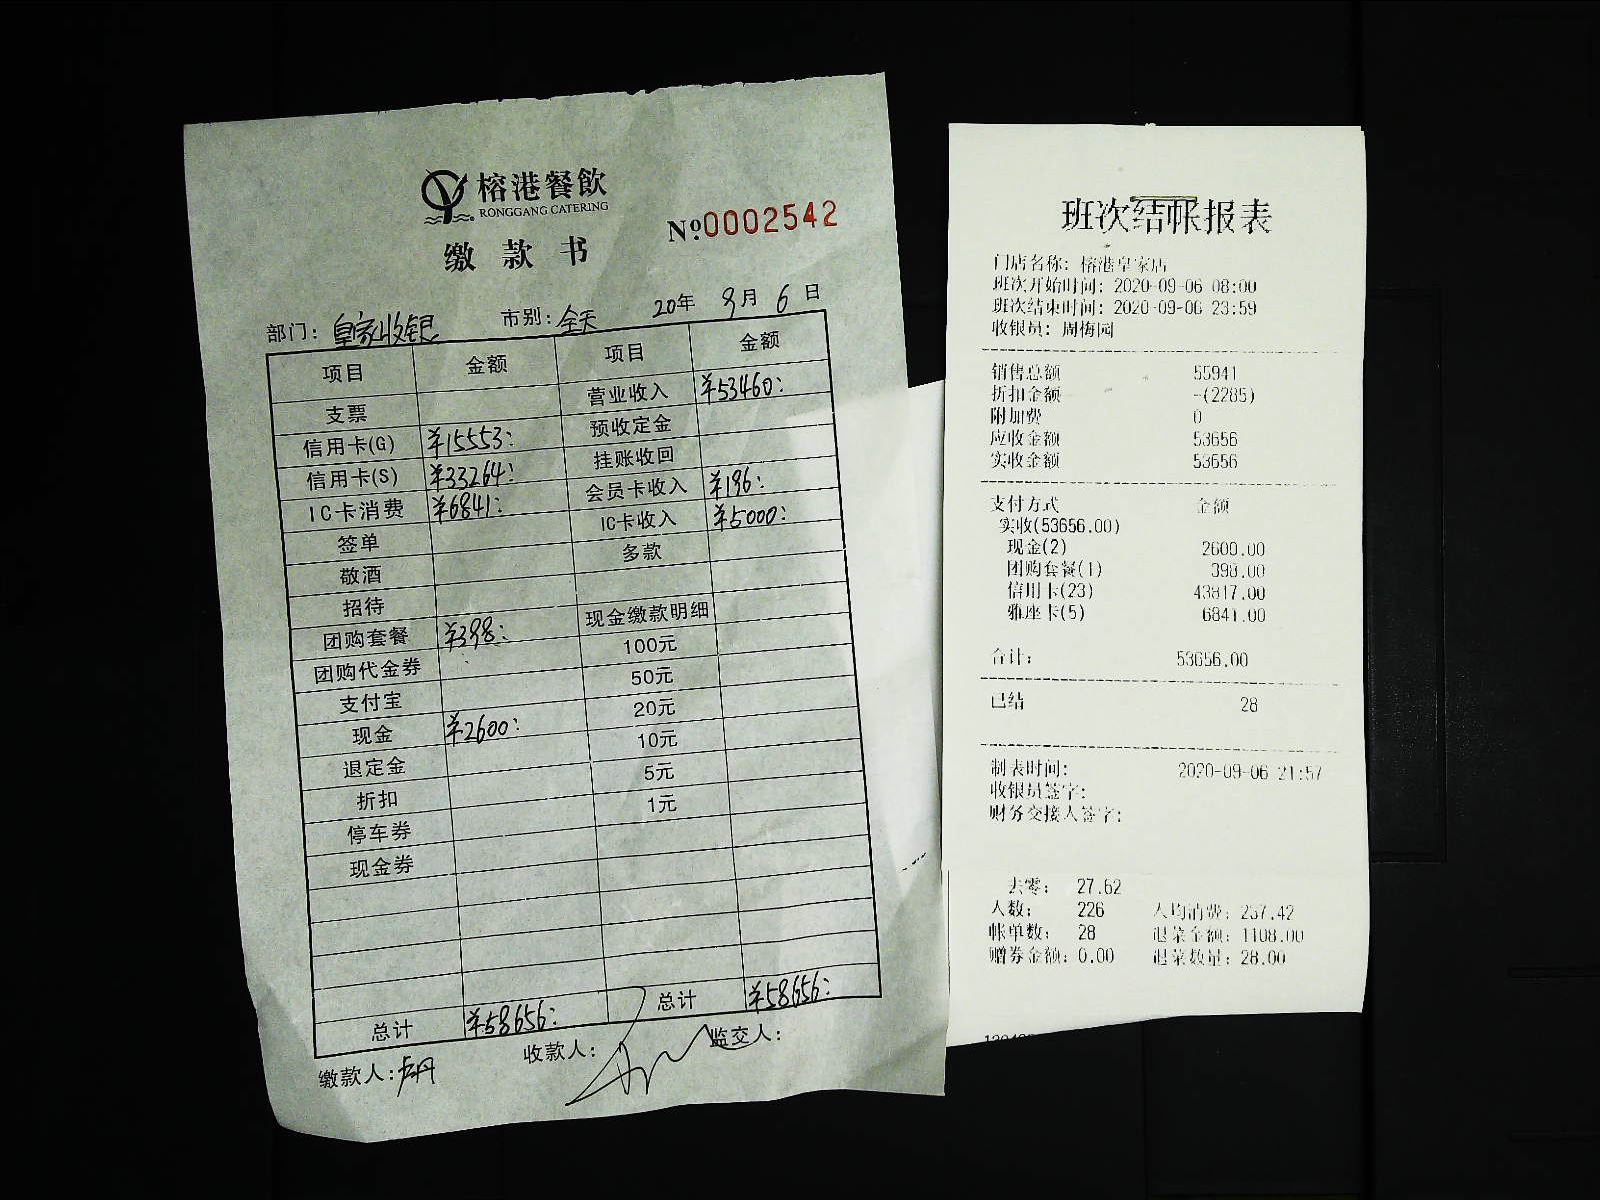 榕港餐飲
RONGGANG CATERING
缴款书
№0002542
部门: 皇家收银 市别: 全天 20年 9月 6日
项目 金额 项目 金额
支票 营业收入 ¥53460:
信用卡(G) ¥15553: 预收定金
信用卡(S) ¥33264: 挂账收回
IC卡消费 ¥6841: 会员卡收入 ¥196:
签单 IC卡收入 ¥5000:
敬酒 多款
招待
团购套餐 ¥398: 现金缴款明细
团购代金券 100元
支付宝 50元
现金 ¥2600: 20元
退定金 10元
折扣 5元
停车券 1元
现金券
总计 ¥58656: 总计 ¥58656:
缴款人: 收款人: 监交人:
班次结帐报表
门店名称: 榕港皇家店
班次开始时间: 2020-09-06 08:00
班次结束时间: 2020-09-06 23:59
收银员: 周梅园
销售总额 55941
折扣金额 -(2285)
附加费 0
应收金额 53656
实收金额 53656
支付方式 金额
实收(53656.00)
现金(2) 2600.00
团购套餐(1) 398.00
信用卡(23) 43817.00
雅座卡(5) 6841.00
合计: 53656.00
已结 28
制表时间: 2020-09-06 21:57
收银员签字:
财务交接人签字:
去零: 27.62
人数: 226 人均消费: 237.42
帐单数: 28 退菜金额: 1108.00
赠券金额: 0.00 退菜数量: 28.00